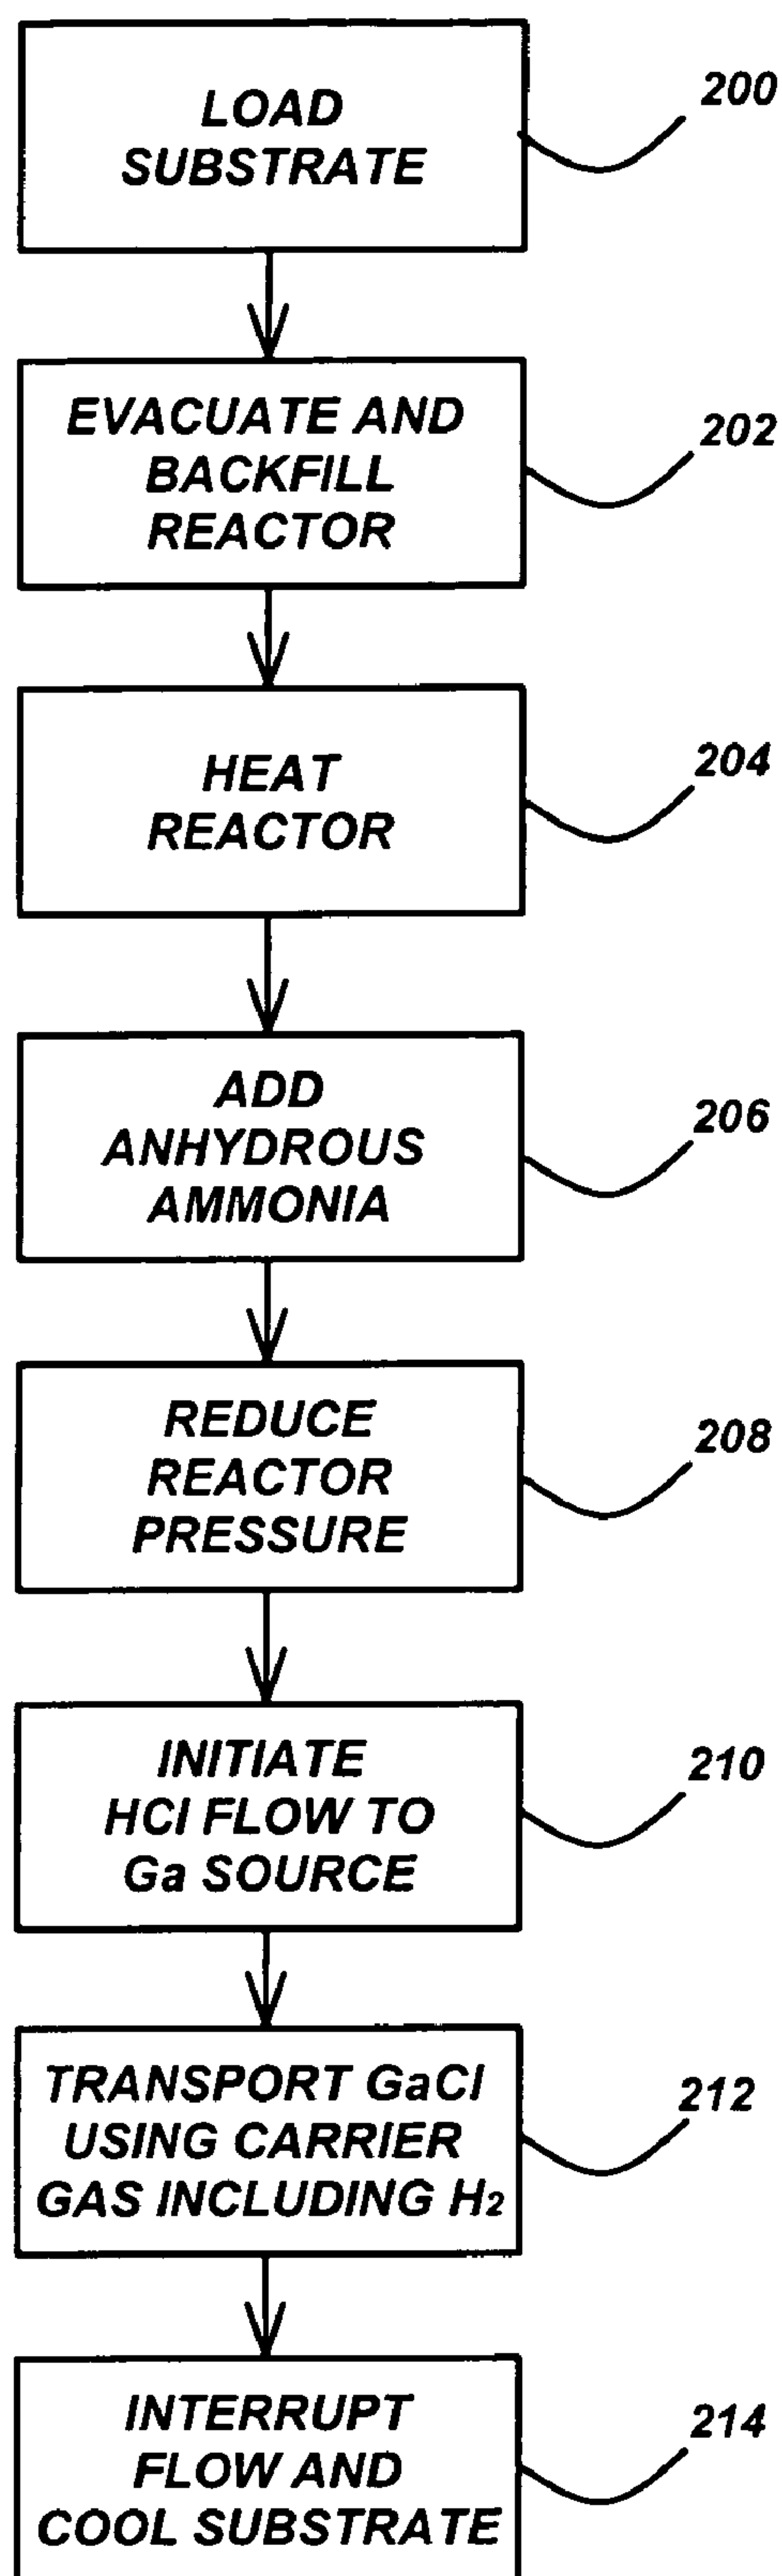 LOAD
SUBSTRATE
200
EVACUATE AND
BACKFILL
REACTOR
202
HEAT
REACTOR
204
ADD
ANHYDROUS
AMMONIA
206
REDUCE
REACTOR
PRESSURE
208
INITIATE
HCl FLOW TO
Ga SOURCE
210
TRANSPORT GaCl
USING CARRIER
GAS INCLUDING H₂
212
INTERRUPT
FLOW AND
COOL SUBSTRATE
214